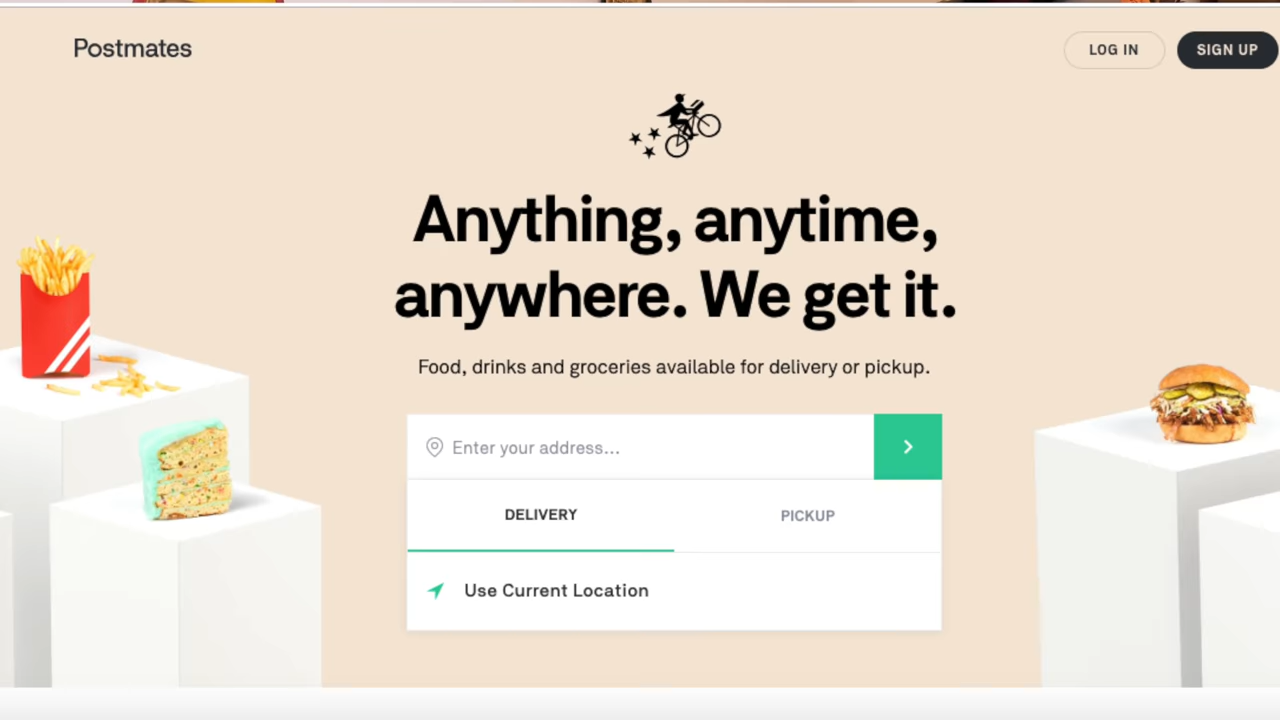 Postmates
LOG IN
SIGN UP
Anything, anytime,
anywhere. We get it.
Food, drinks and groceries available for delivery or pickup.
Enter your address...
DELIVERY
PICKUP
Use Current Location